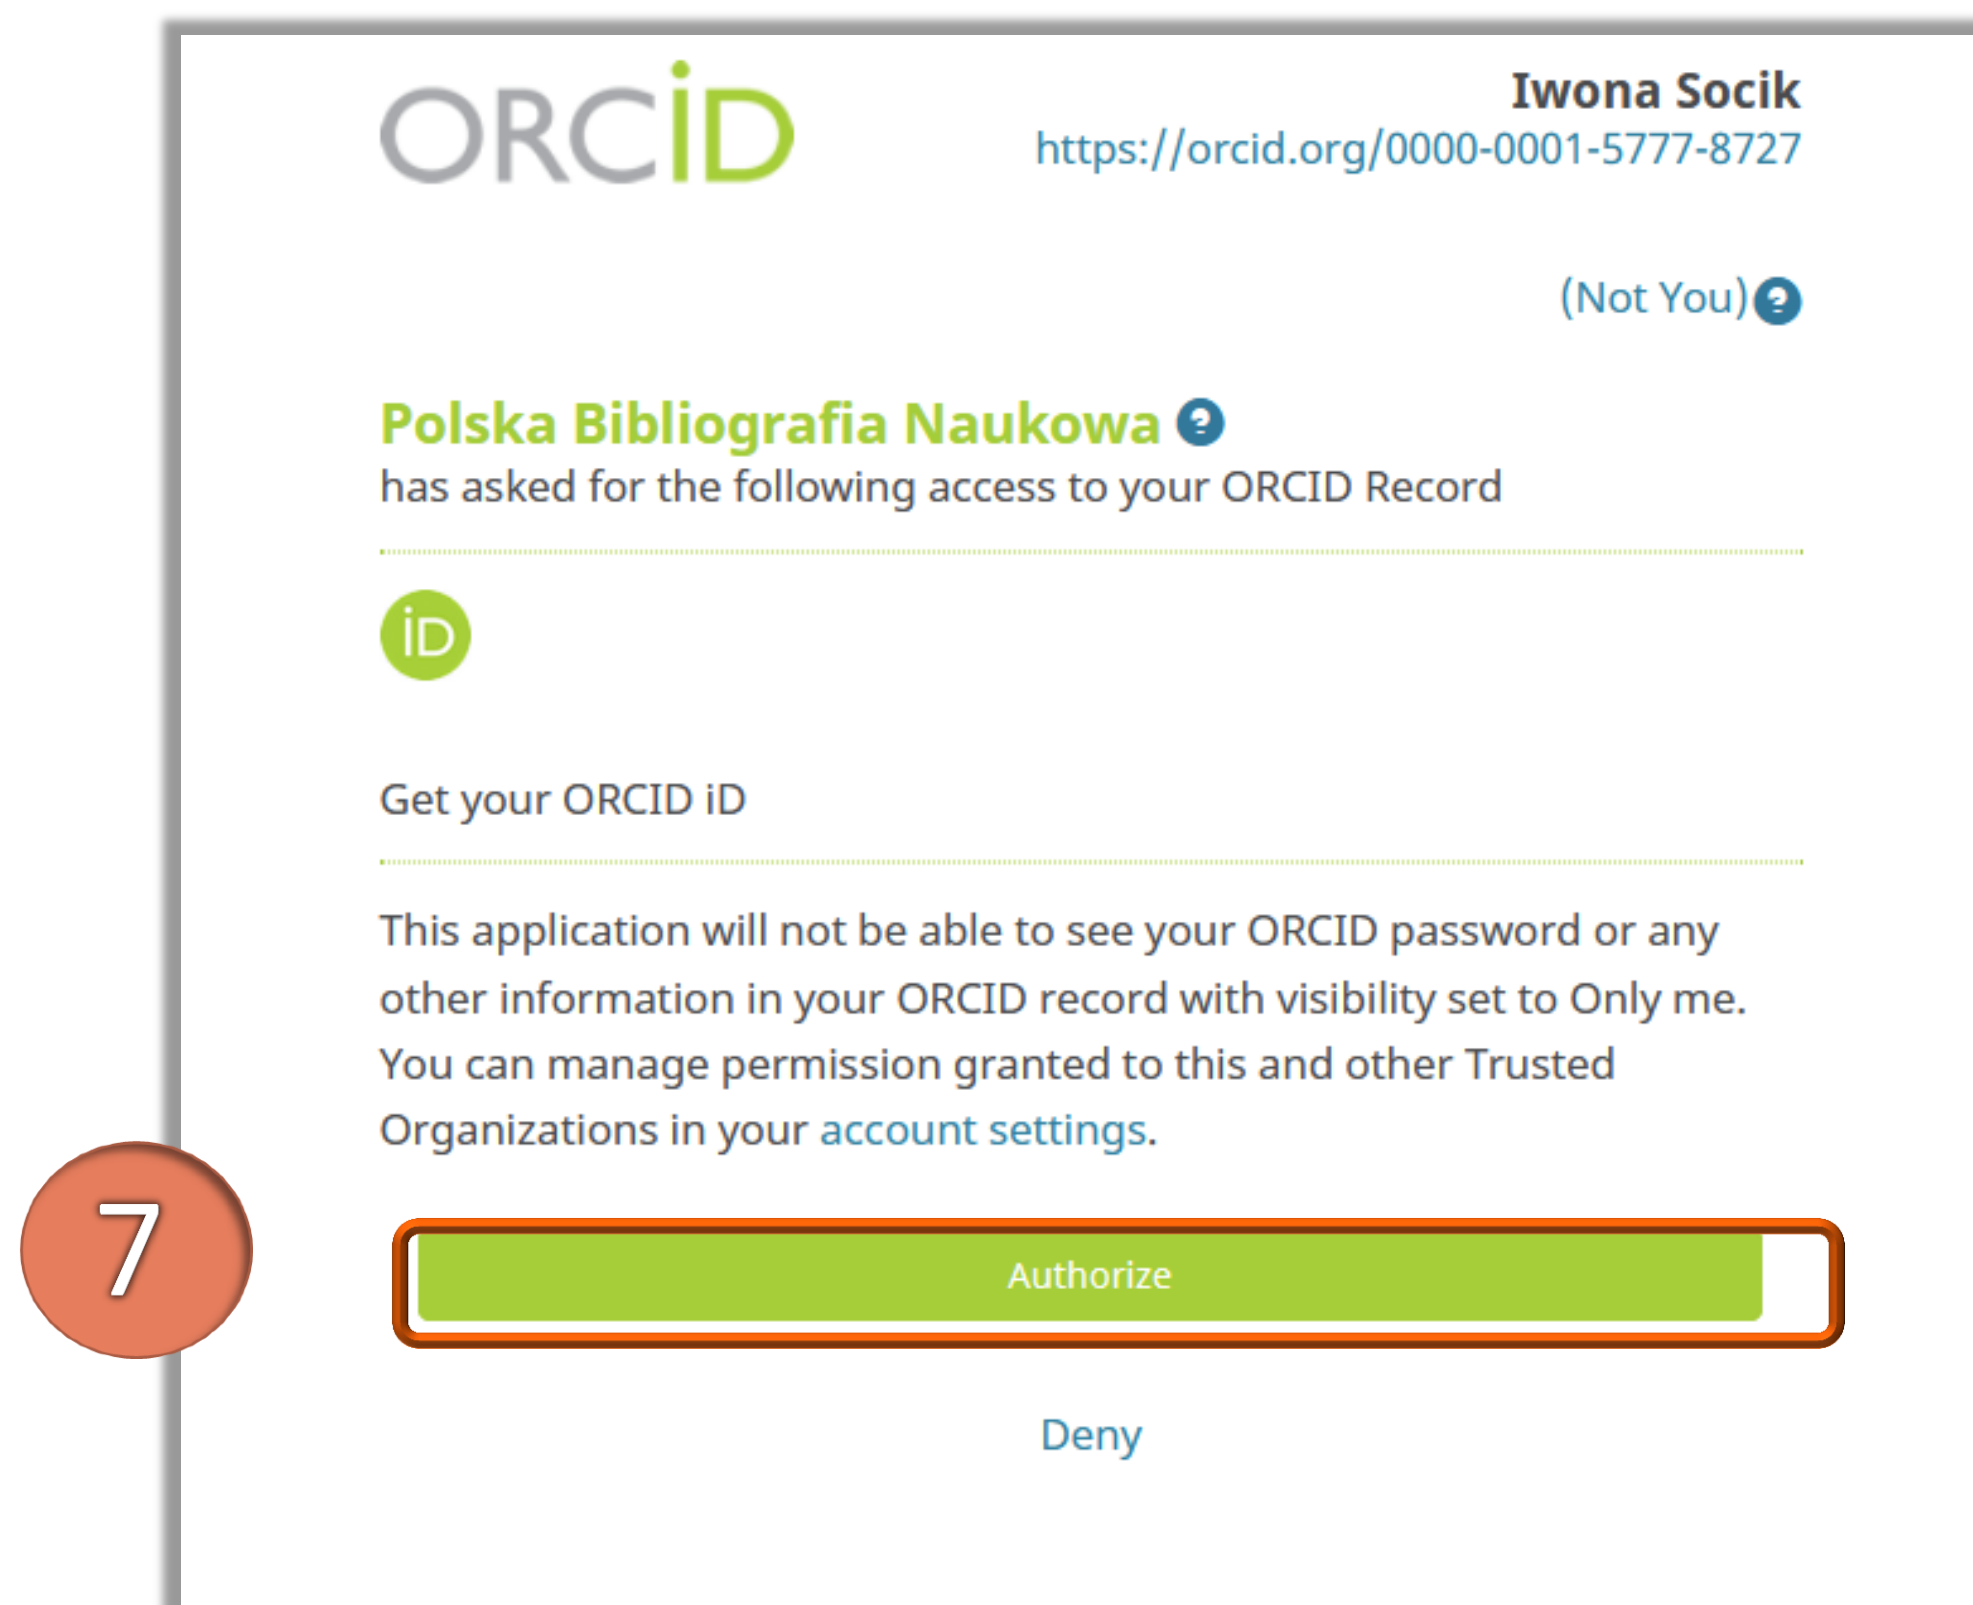 ORCID
Iwona Socik
https://orcid.org/0000-0001-5777-8727
(Not You)?
Polska Bibliografia Naukowa ?
has asked for the following access to your ORCID Record
iD
Get your ORCID iD
This application will not be able to see your ORCID password or any
other information in your ORCID record with visibility set to Only me.
You can manage permission granted to this and other Trusted
Organizations in your account settings.
7
Authorize
Deny